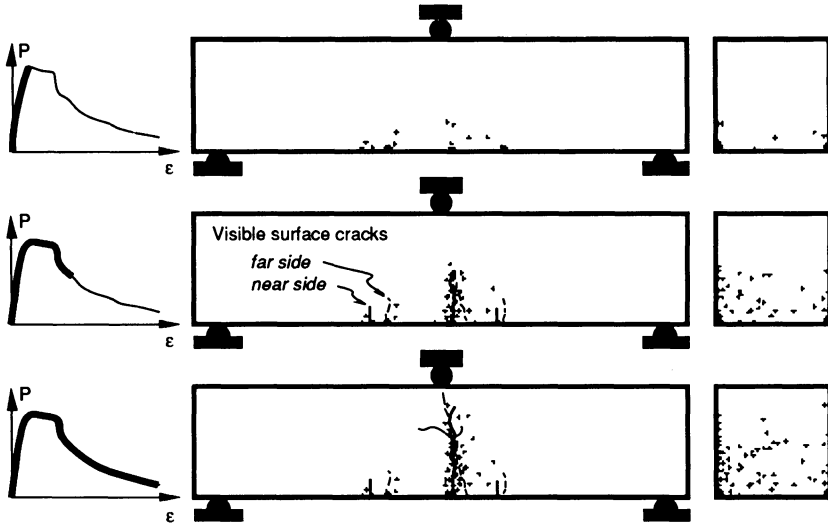 P
ε
P
Visible surface cracks
far side
near side
ε
P
ε